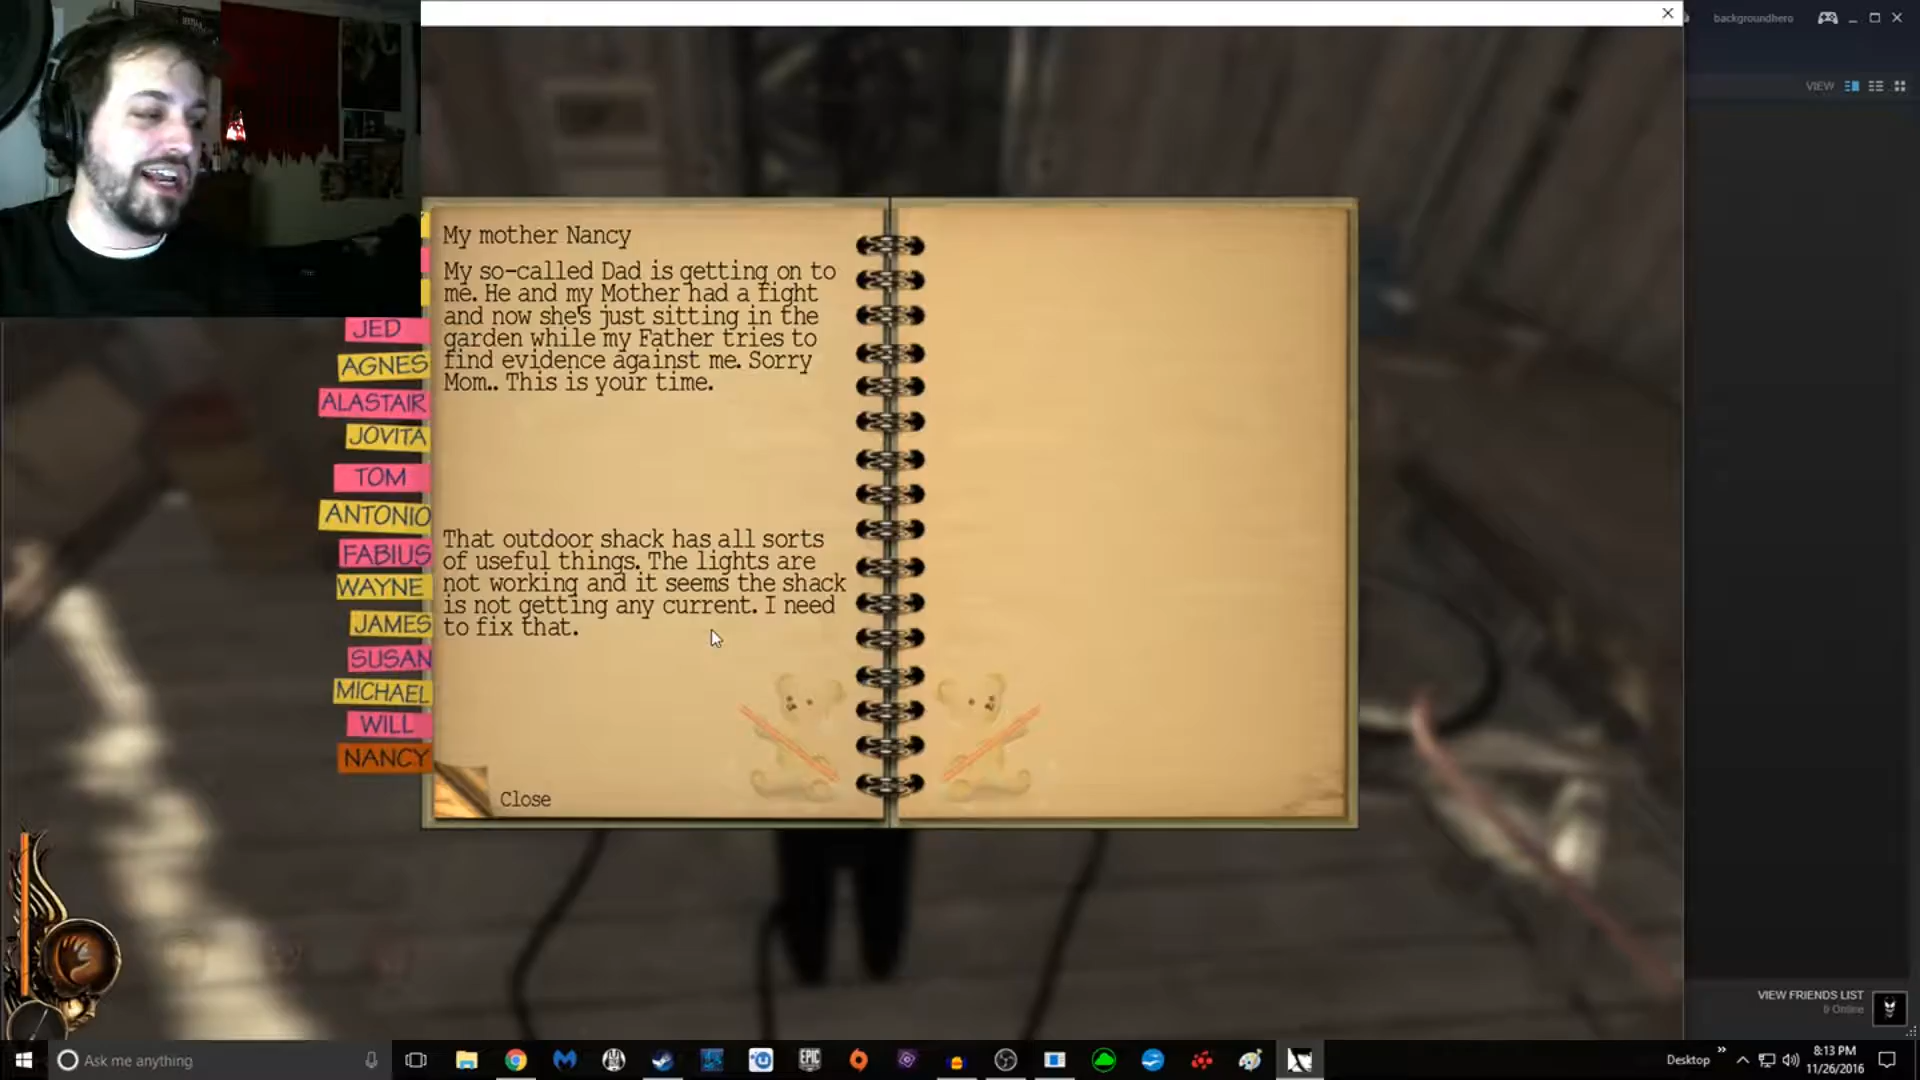 backgroundhero
VIEW
My mother Nancy
My so-called Dad is getting on to
me. He and my Mother had a fight
and now she's just sitting in the
garden while my Father tries to
find evidence against me. Sorry
Mom.. This is your time.
That outdoor shack has all sorts
of useful things. The lights are
not working and it seems the shack
is not getting any current. I need
to fix that.
Close
JED
AGNES
ALASTAIR
JOVITA
TOM
ANTONIO
FABIUS
WAYNE
JAMES
SUSAN
MICHAEL
WILL
NANCY
VIEW FRIENDS LIST
Online
Ask me anything
EPIC
Desktop
8:13 PM
11/26/2016